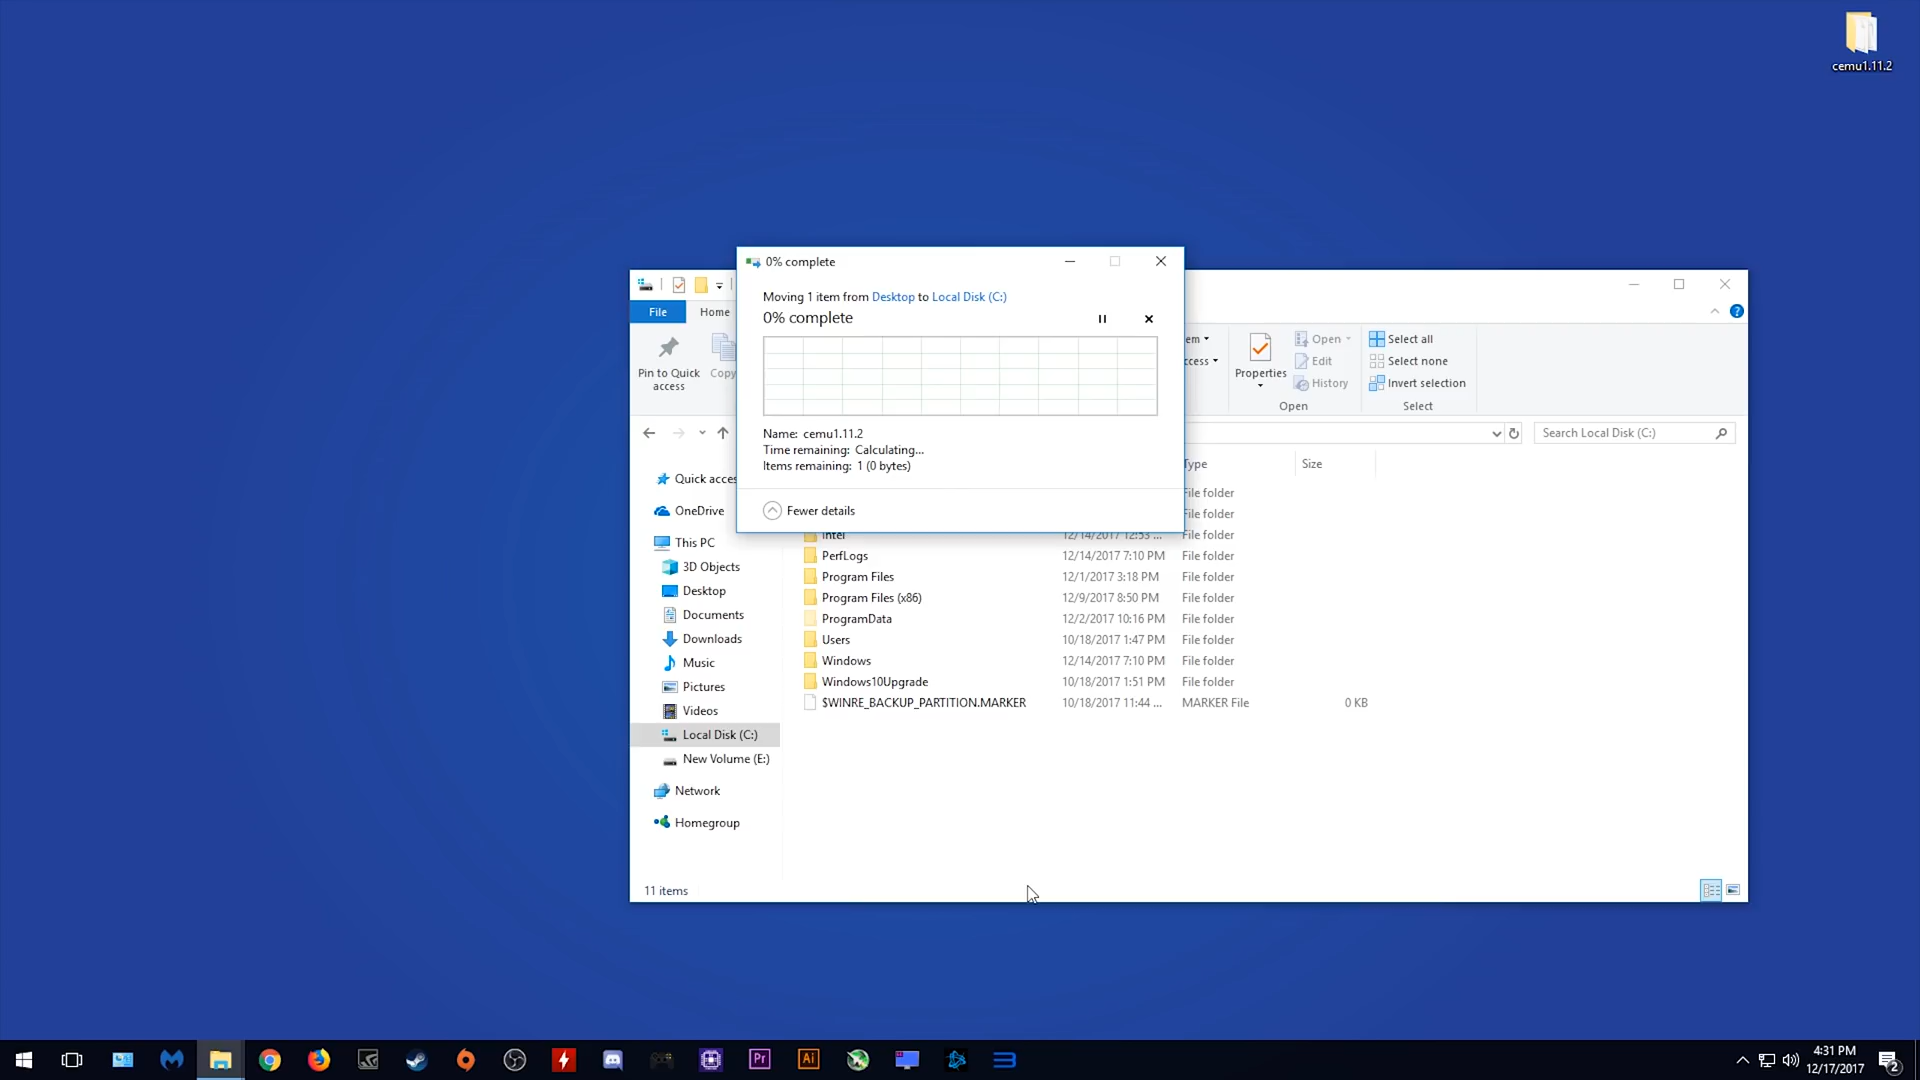 cemu1.11.2
0% complete
Moving 1 item from Desktop to Local Disk (C:)
0% complete
Name: cemu1.11.2
Time remaining: Calculating...
Items remaining: 1 (0 bytes)
Fewer details
File
Home
Pin to Quick access
Copy
Properties
Open
Edit
History
Open
Select all
Select none
Invert selection
Select
Search Local Disk (C:)
Type
Size
Quick acces
OneDrive
This PC
3D Objects
Desktop
Documents
Downloads
Music
Pictures
Videos
Local Disk (C:)
New Volume (E:)
Network
Homegroup
File folder
File folder
Intel 12/14/2017 12:53 ... File folder
PerfLogs 12/14/2017 7:10 PM File folder
Program Files 12/1/2017 3:18 PM File folder
Program Files (x86) 12/9/2017 8:50 PM File folder
ProgramData 12/2/2017 10:16 PM File folder
Users 10/18/2017 1:47 PM File folder
Windows 12/14/2017 7:10 PM File folder
Windows10Upgrade 10/18/2017 1:51 PM File folder
$WINRE_BACKUP_PARTITION.MARKER 10/18/2017 11:44 ... MARKER File 0 KB
11 items
Pr
Ai
4:31 PM
12/17/2017
2